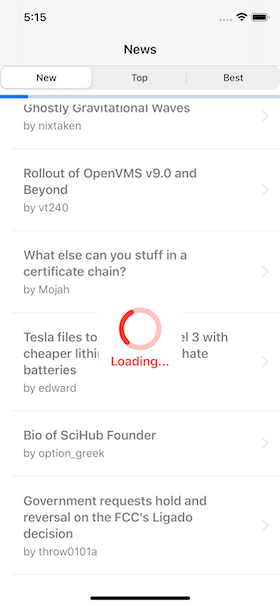 5:15
News
New Top Best
Ghostly Gravitational Waves
by nixtaken
Rollout of OpenVMS v9.0 and
Beyond
by vt240
What else can you stuff in a
certificate chain?
by Mojah
Tesla files to el 3 with
cheaper lithi hate
Loading...
batteries
by edward
Bio of SciHub Founder
by option_greek
Government requests hold and
reversal on the FCC's Ligado
decision
by throw0101a